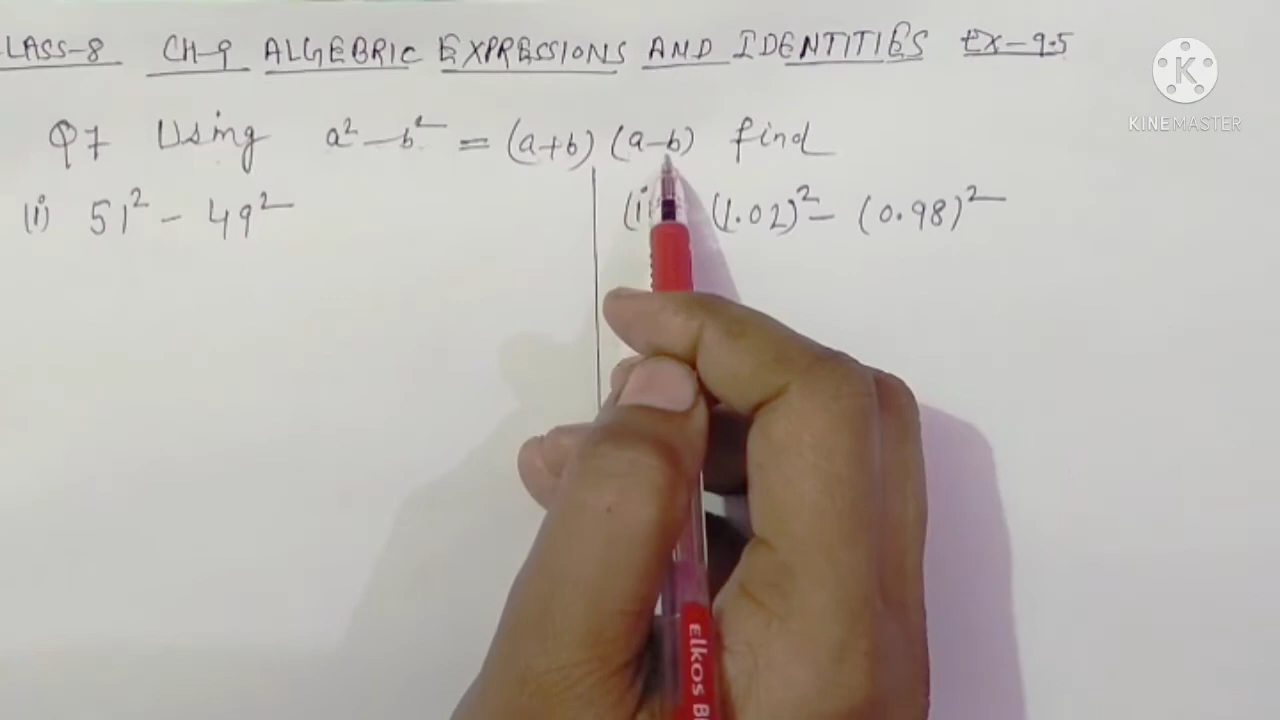 LASS-8 CH-9 ALGEBRIC EXPRESSIONS AND IDENTITIES EX-9.5
K
KINEMASTER
Q7 Using a² - b² = (a+b) (a-b) find
(i) 51² - 49²
(1.02)² - (0.98)²
Elkos